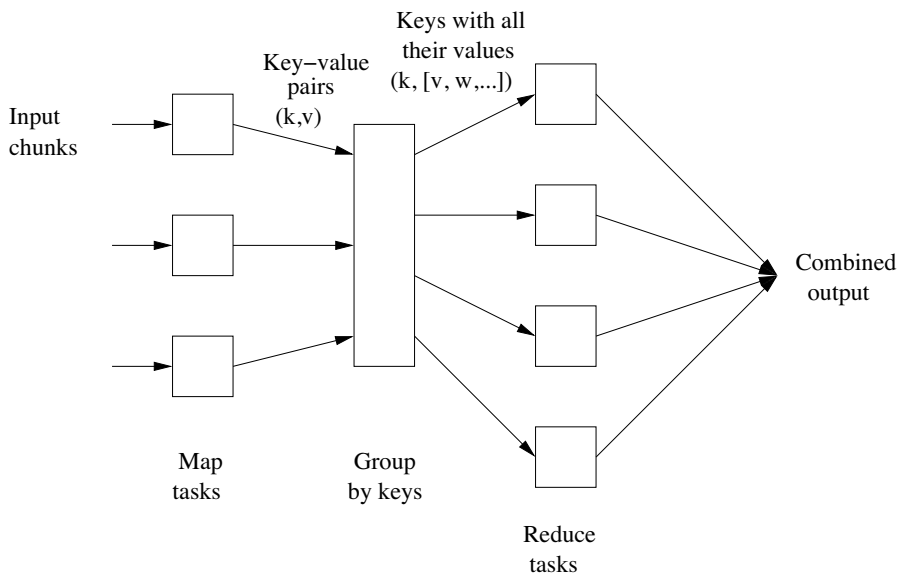 Input
chunks
Key−value
pairs
(k,v)
Keys with all
their values
(k, [v, w,...])
Combined
output
Map
tasks
Group
by keys
Reduce
tasks